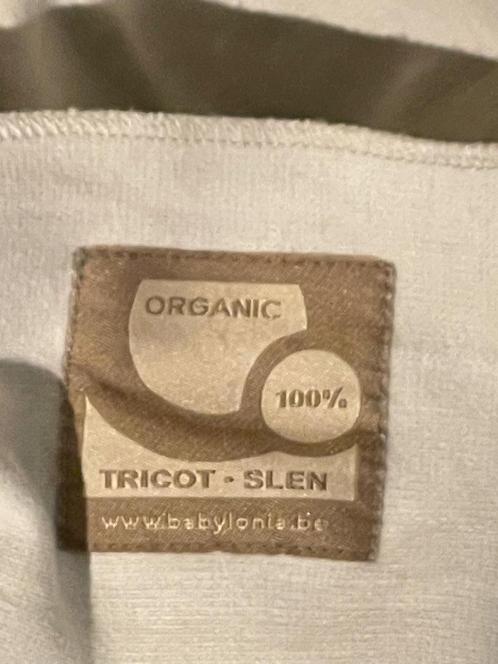 ORGANIC
100%
TRICOT - SLEN
www.babylonia.be